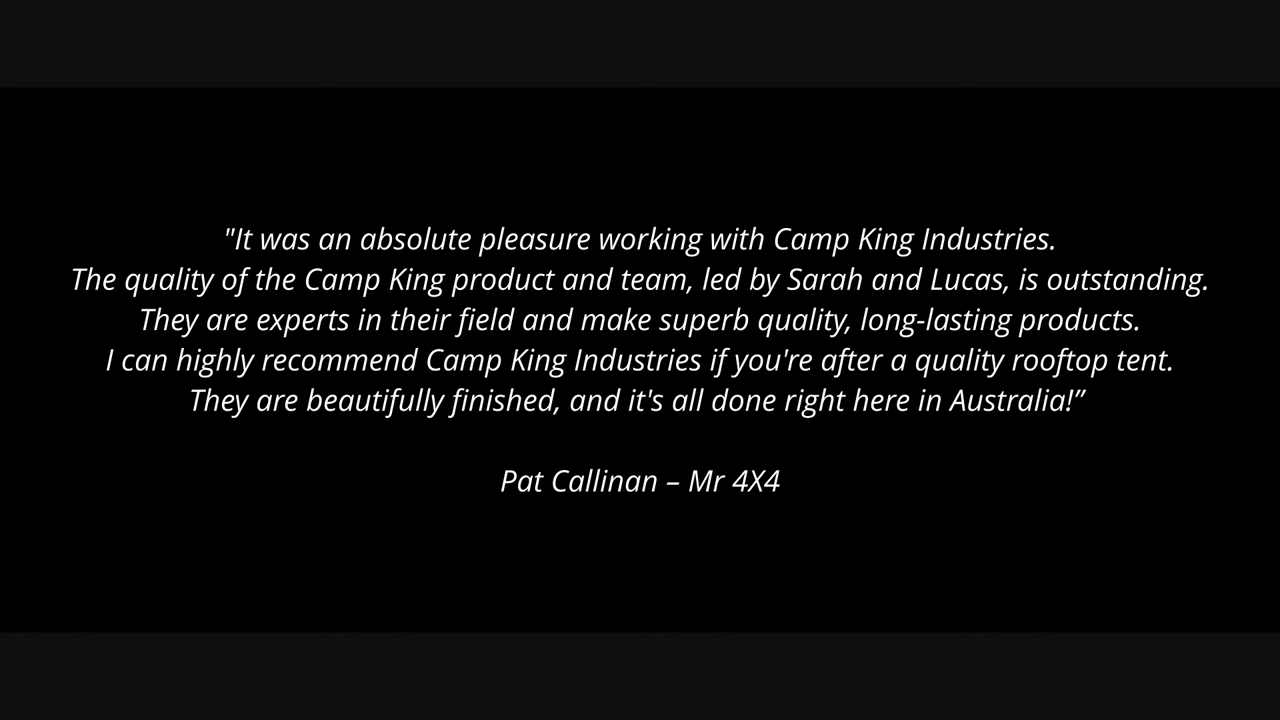 "It was an absolute pleasure working with Camp King Industries.
The quality of the Camp King product and team, led by Sarah and Lucas, is outstanding.
They are experts in their field and make superb quality, long-lasting products.
I can highly recommend Camp King Industries if you're after a quality rooftop tent.
They are beautifully finished, and it's all done right here in Australia!”
Pat Callinan – Mr 4X4